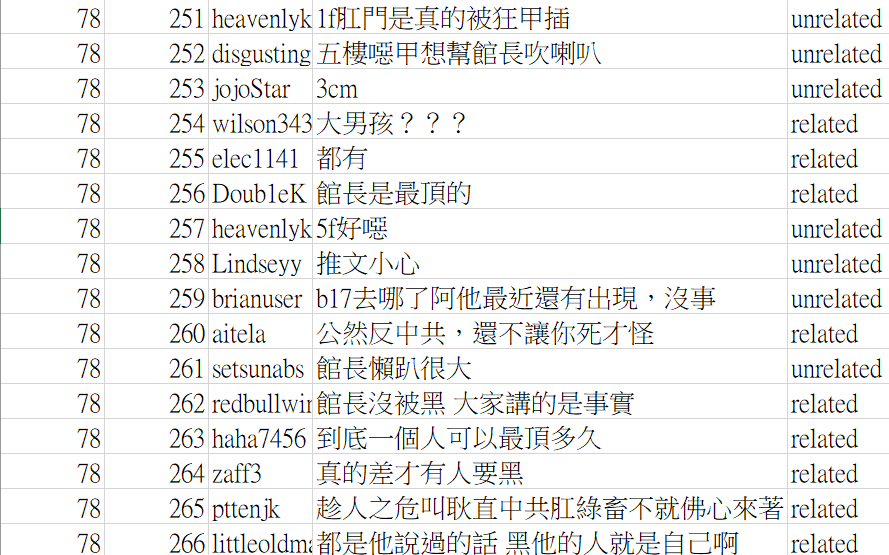 78 251 heavenlyk 1f肛門是真的被狂甲插 unrelated
78 252 disgusting 五樓噁甲想幫館長吹喇叭 unrelated
78 253 jojoStar 3cm unrelated
78 254 wilson343 大男孩？？？ related
78 255 elec1141 都有 related
78 256 Doub1eK 館長是最頂的 related
78 257 heavenlyk 5f好噁 unrelated
78 258 Lindseyy 推文小心 unrelated
78 259 brianuser b17去哪了阿他最近還有出現，沒事 unrelated
78 260 aitela 公然反中共，還不讓你死才怪 related
78 261 setsunabs 館長懶趴很大 unrelated
78 262 redbullwin 館長沒被黑 大家講的是事實 related
78 263 haha7456 到底一個人可以最頂多久 related
78 264 zaff3 真的差才有人要黑 related
78 265 pttenjk 趁人之危叫耿直中共肛綠畜不就佛心來著 related
78 266 littleoldma 都是他說過的話 黑他的人就是自己啊 related